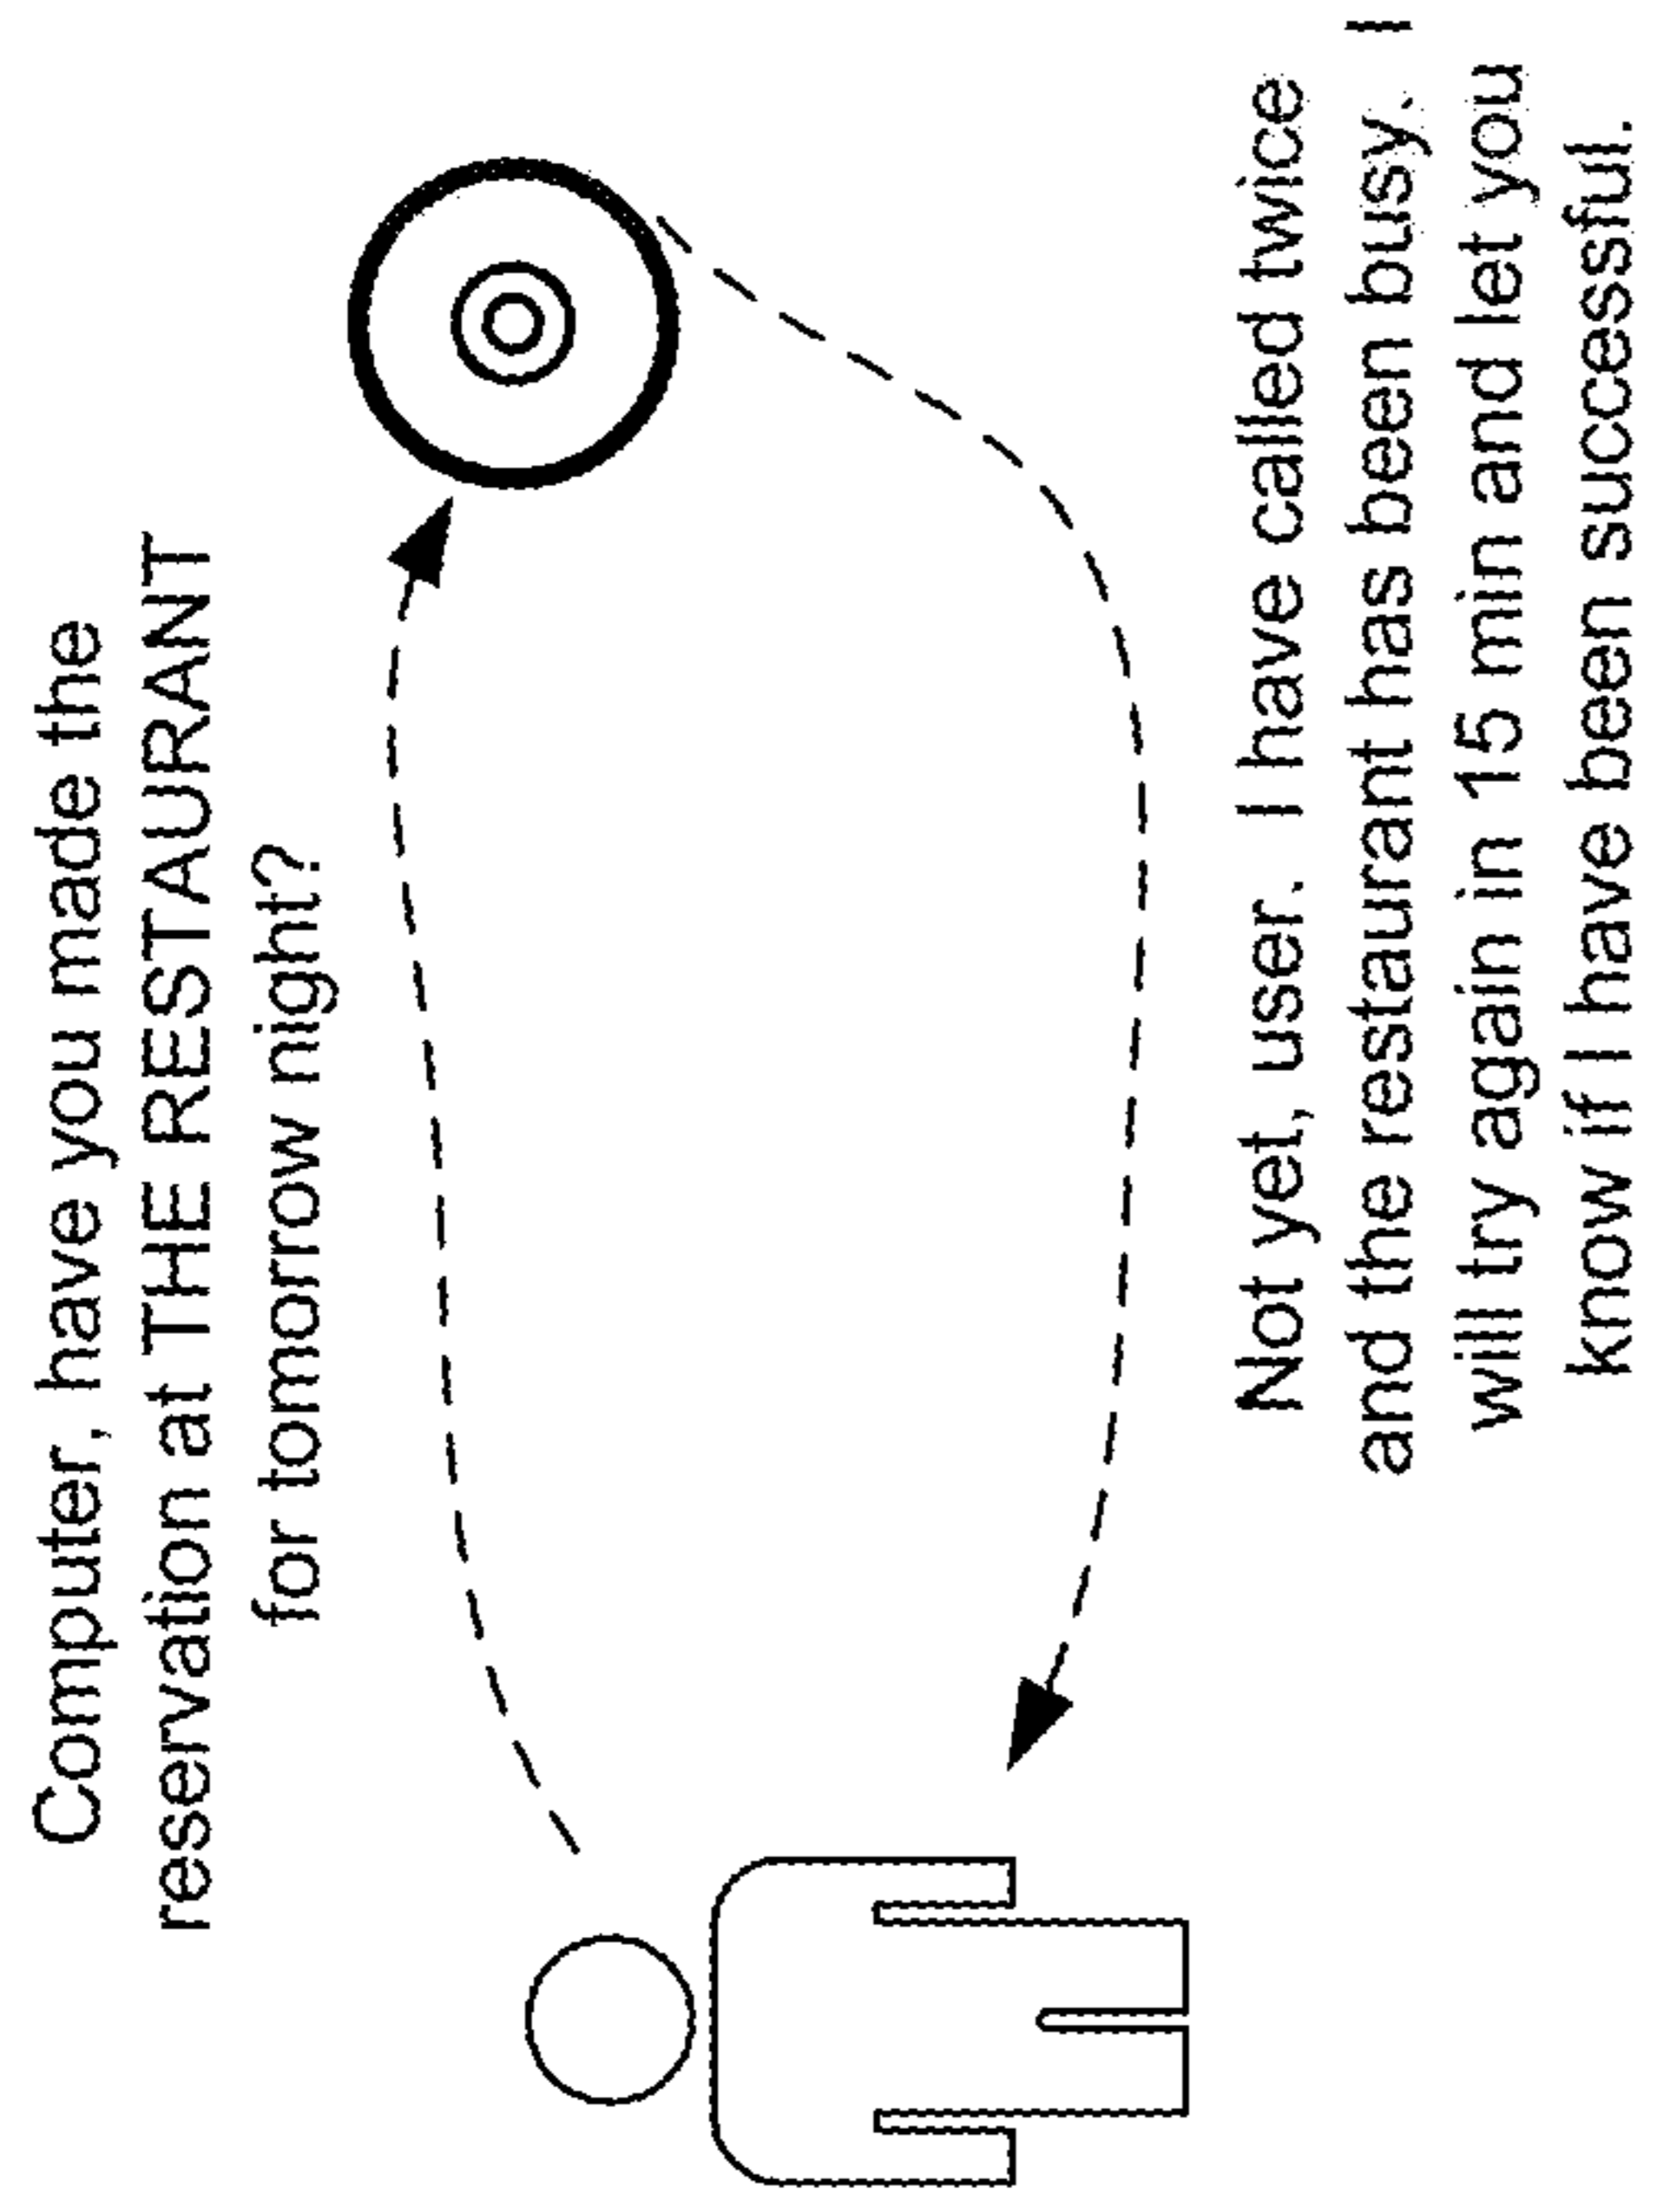 Computer, have you made the
reservation at THE RESTAURANT
for tomorrow night?
Not yet, user. I have called twice
and the restaurant has been busy. I
will try again in 15 min and let you
know if I have been successful.